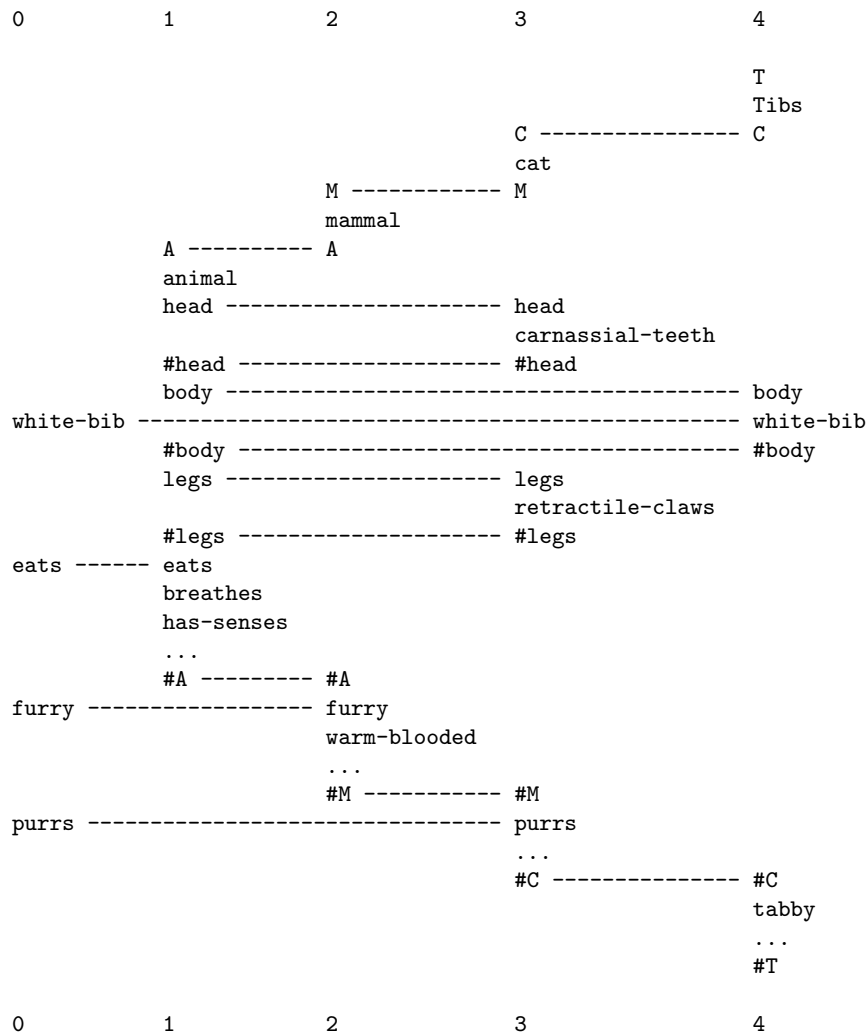 0 1 2 3 4
T
Tibs
C ---------------- C
cat
M ------------ M
mammal
A ---------- A
animal
head ---------------------- head
carnassial-teeth
#head --------------------- #head
body ----------------------------------------- body
white-bib ------------------------------------------------ white-bib
#body ---------------------------------------- #body
legs ---------------------- legs
retractile-claws
#legs --------------------- #legs
eats ------ eats
breathes
has-senses
...
#A --------- #A
furry ------------------ furry
warm-blooded
...
#M ----------- #M
purrs --------------------------------- purrs
...
#C --------------- #C
tabby
...
#T
0 1 2 3 4